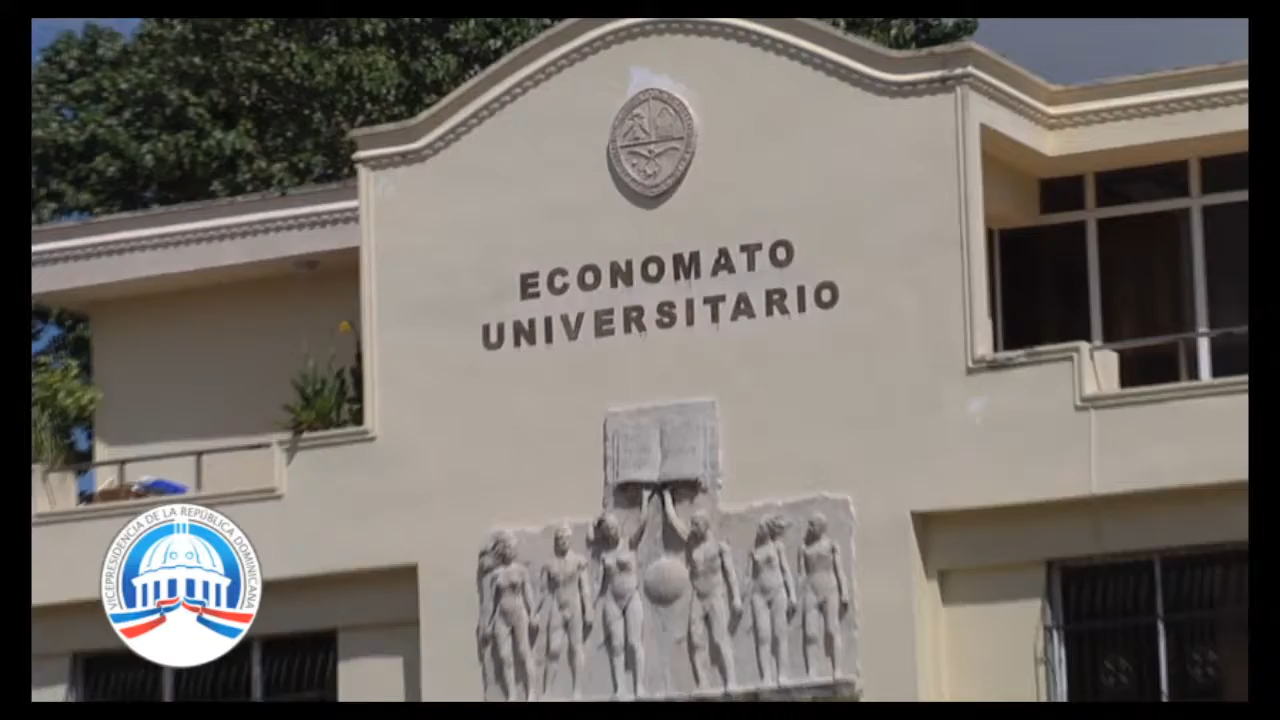 ECONOMATO
UNIVERSITARIO
VICEPRESIDENCIA DE LA REPÚBLICA DOMINICANA